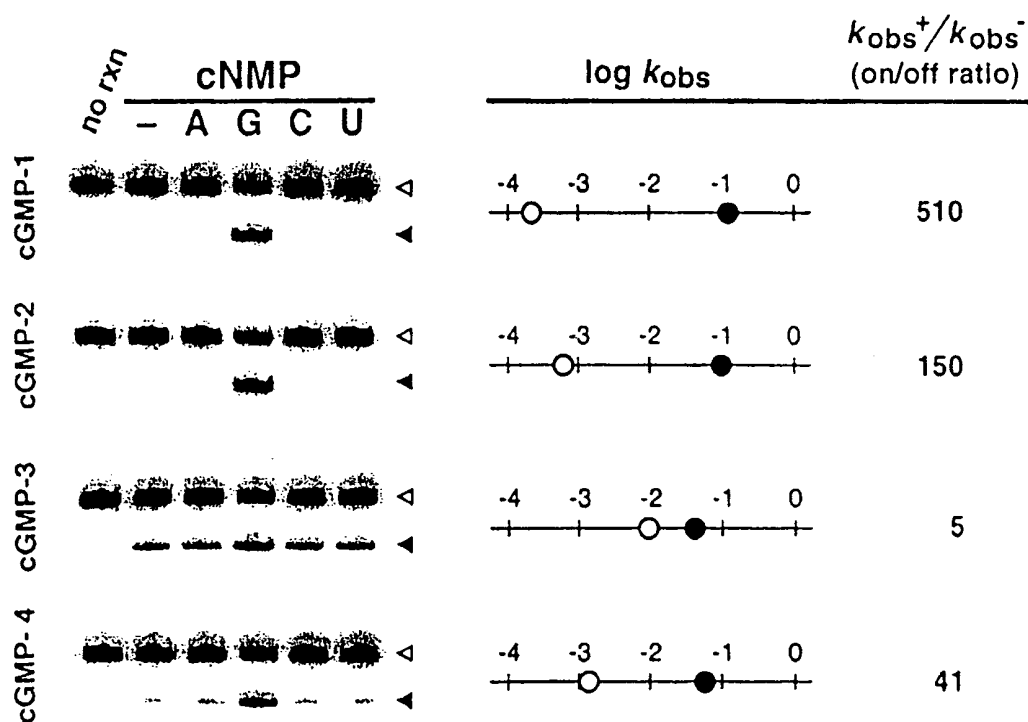 kobs+/kobs-
no rxn cNMP log kobs (on/off ratio)
– A G C U
cGMP-1
-4 -3 -2 -1 0
510
cGMP-2
-4 -3 -2 -1 0
150
cGMP-3
-4 -3 -2 -1 0
5
cGMP-4
-4 -3 -2 -1 0
41